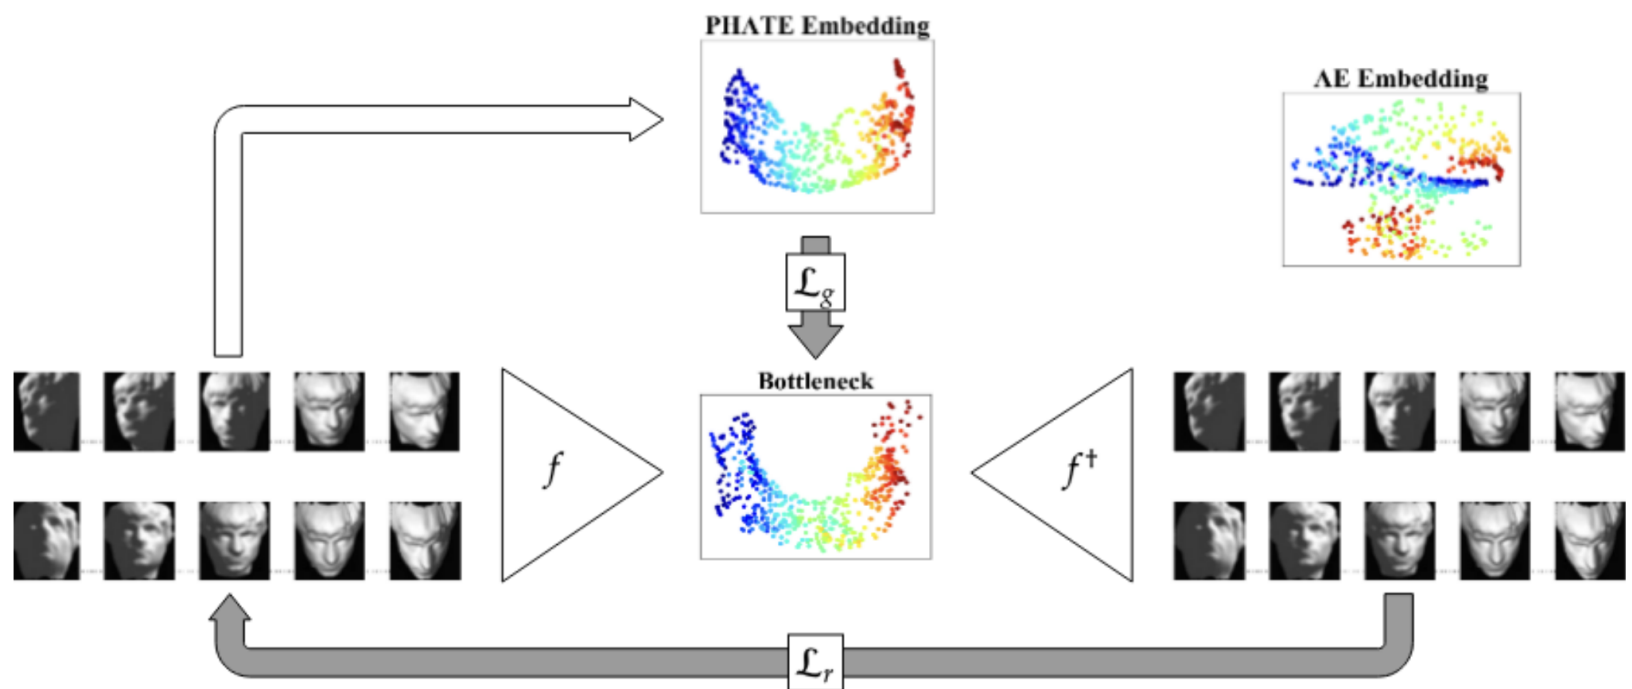 PHATE Embedding
AE Embedding
𝕷g
Bottleneck
f
f†
𝕷r